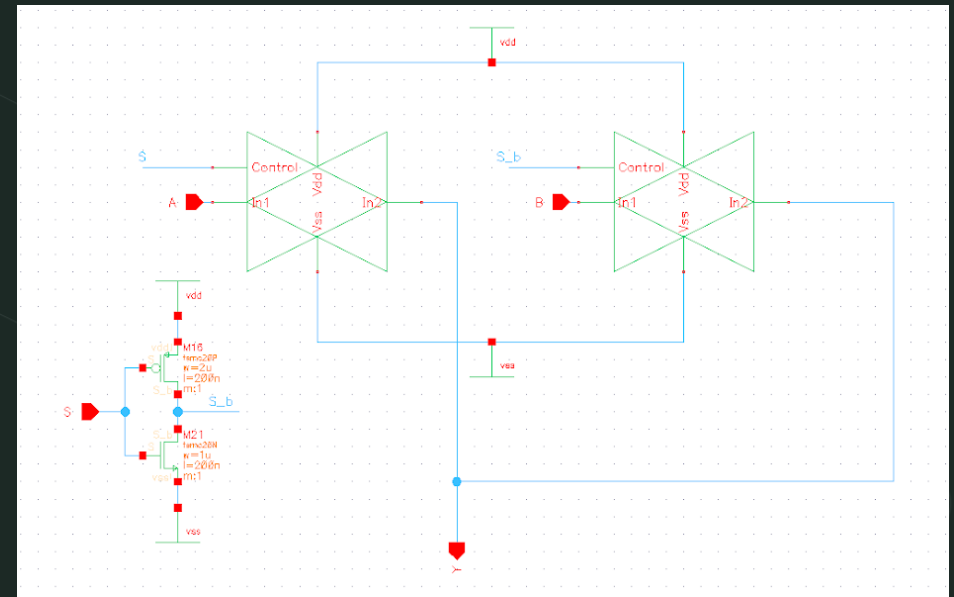 vdd
S
Control
Vdd
A
In1
In2
Vss
S_b
Control
Vdd
B
In1
In2
Vss
vdd
vss
M16
w=2u
l=200n
m:1
S
S_b
M21
w=1u
l=200n
m:1
vss
Y